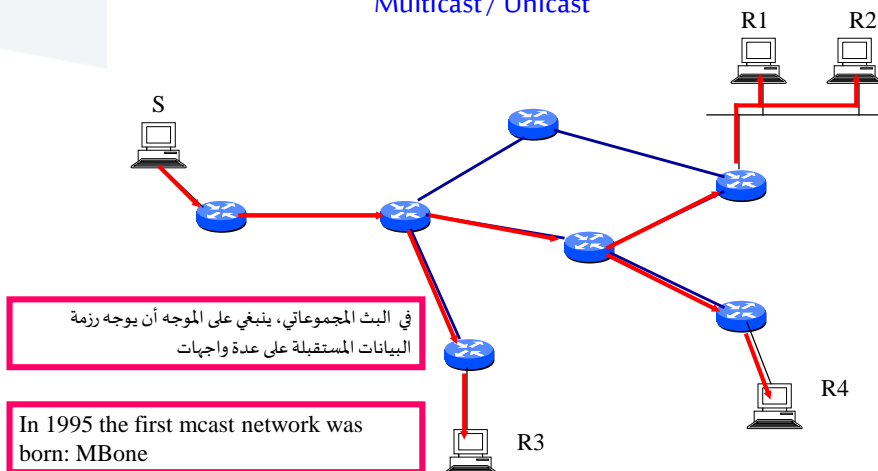 Multicast / Unicast
R1
R2
S
في البث المجموعاتي، ينبغي على الموجه أن يوجه رزمة
البيانات المستقبلة على عدة واجهات
R4
In 1995 the first mcast network was
born: MBone
R3